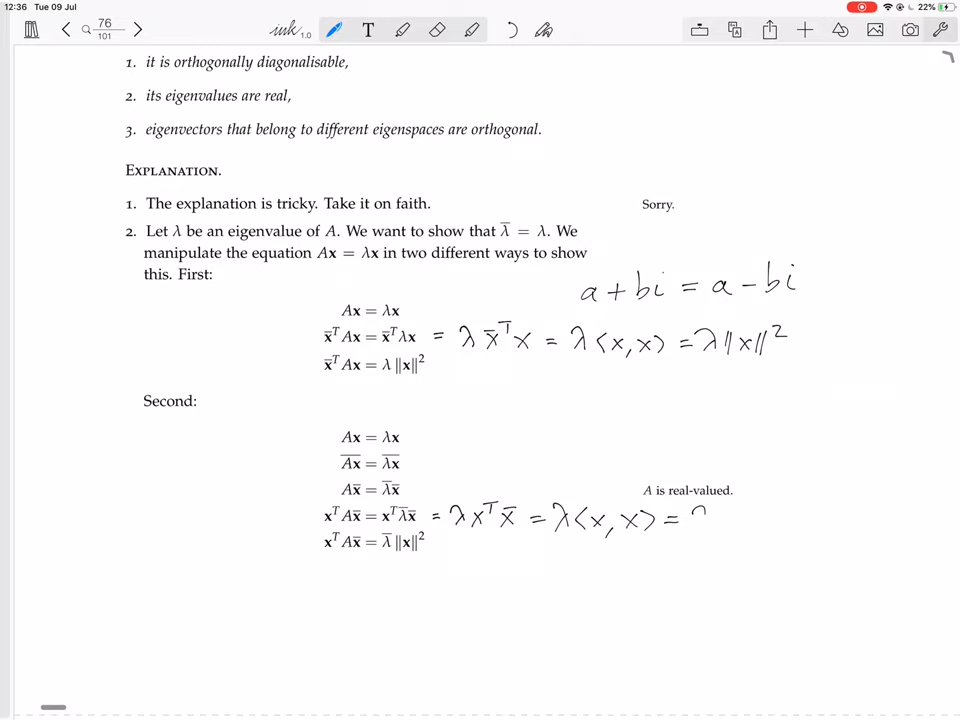 12:36 Tue 09 Jul 22%
76
101
ink 1.0 T
1. it is orthogonally diagonalisable,
2. its eigenvalues are real,
3. eigenvectors that belong to different eigenspaces are orthogonal.
EXPLANATION.
1. The explanation is tricky. Take it on faith. Sorry.
2. Let λ be an eigenvalue of A. We want to show that λ̅ = λ. We
manipulate the equation Ax = λx in two different ways to show
this. First:
a + bi = a − bi
Ax = λx
x̅ᵀAx = x̅ᵀλx = λ x̅ᵀx = λ⟨x,x⟩ = λ‖x‖²
x̅ᵀAx = λ‖x‖²
Second:
Ax = λx
A̅x̅ = λ̅x̅
Ax̅ = λ̅x̅ A is real-valued.
xᵀAx̅ = xᵀλ̅x̅ = λxᵀx̅ = λ⟨x,x⟩ =
xᵀAx̅ = λ̅‖x‖²